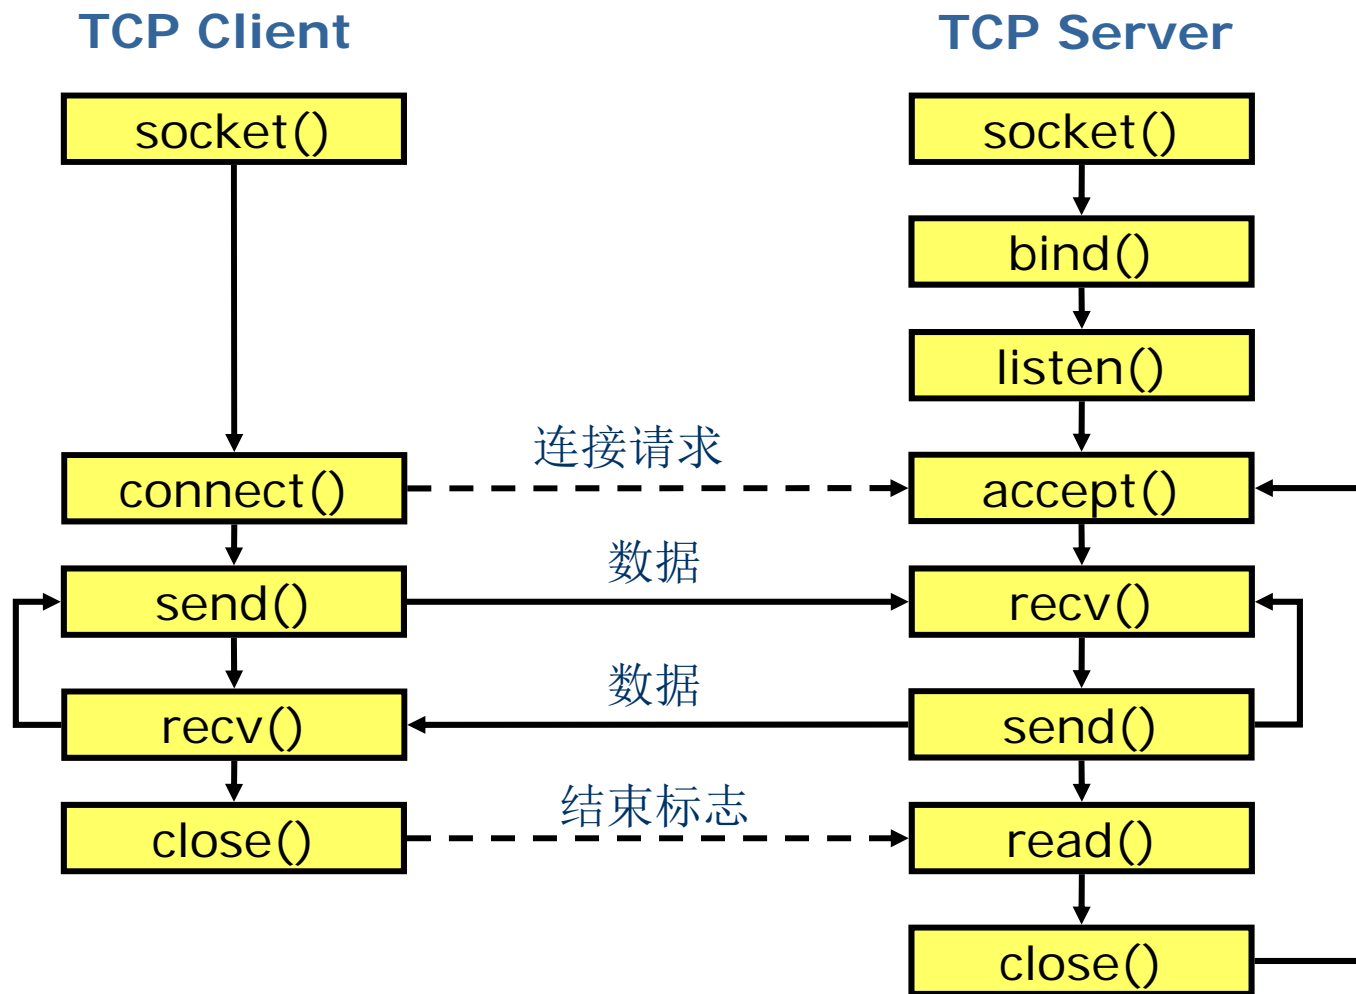 TCP Client TCP Server
socket() socket()
bind()
listen()
连接请求
connect() accept()
数据
send() recv()
数据
recv() send()
结束标志
close() read()
close()